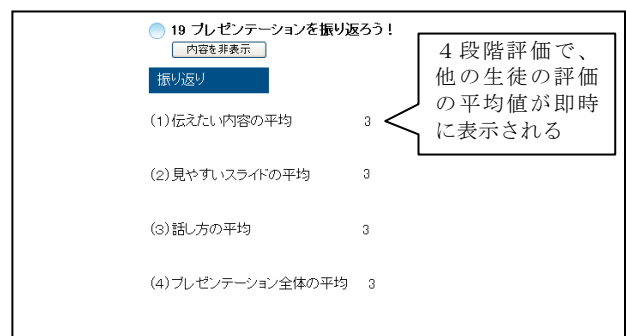 19 プレゼンテーションを振り返ろう！
内容を非表示
振り返り
(1)伝えたい内容の平均 3
(2)見やすいスライドの平均 3
(3)話し方の平均 3
(4)プレゼンテーション全体の平均 3
４段階評価で、
他の生徒の評価
の平均値が即時
に表示される